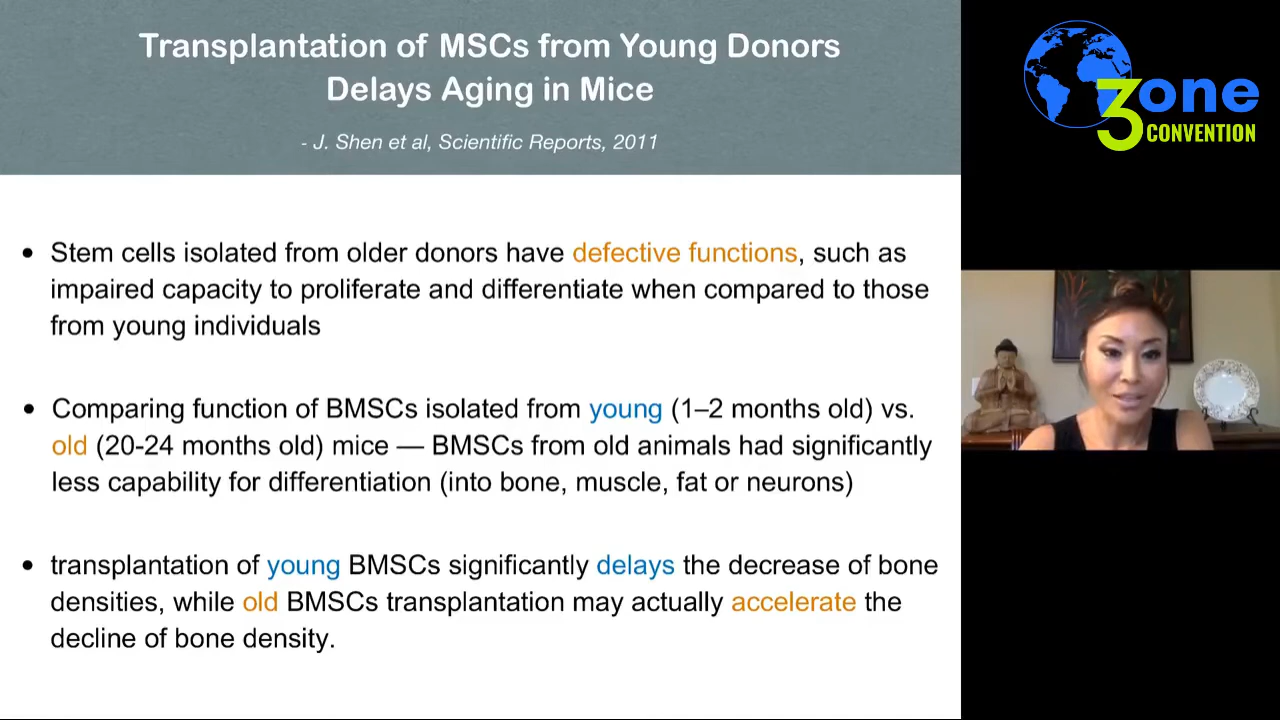 Transplantation of MSCs from Young Donors
Delays Aging in Mice
- J. Shen et al, Scientific Reports, 2011
3one
CONVENTION
• Stem cells isolated from older donors have defective functions, such as
impaired capacity to proliferate and differentiate when compared to those
from young individuals
• Comparing function of BMSCs isolated from young (1–2 months old) vs.
old (20-24 months old) mice — BMSCs from old animals had significantly
less capability for differentiation (into bone, muscle, fat or neurons)
• transplantation of young BMSCs significantly delays the decrease of bone
densities, while old BMSCs transplantation may actually accelerate the
decline of bone density.